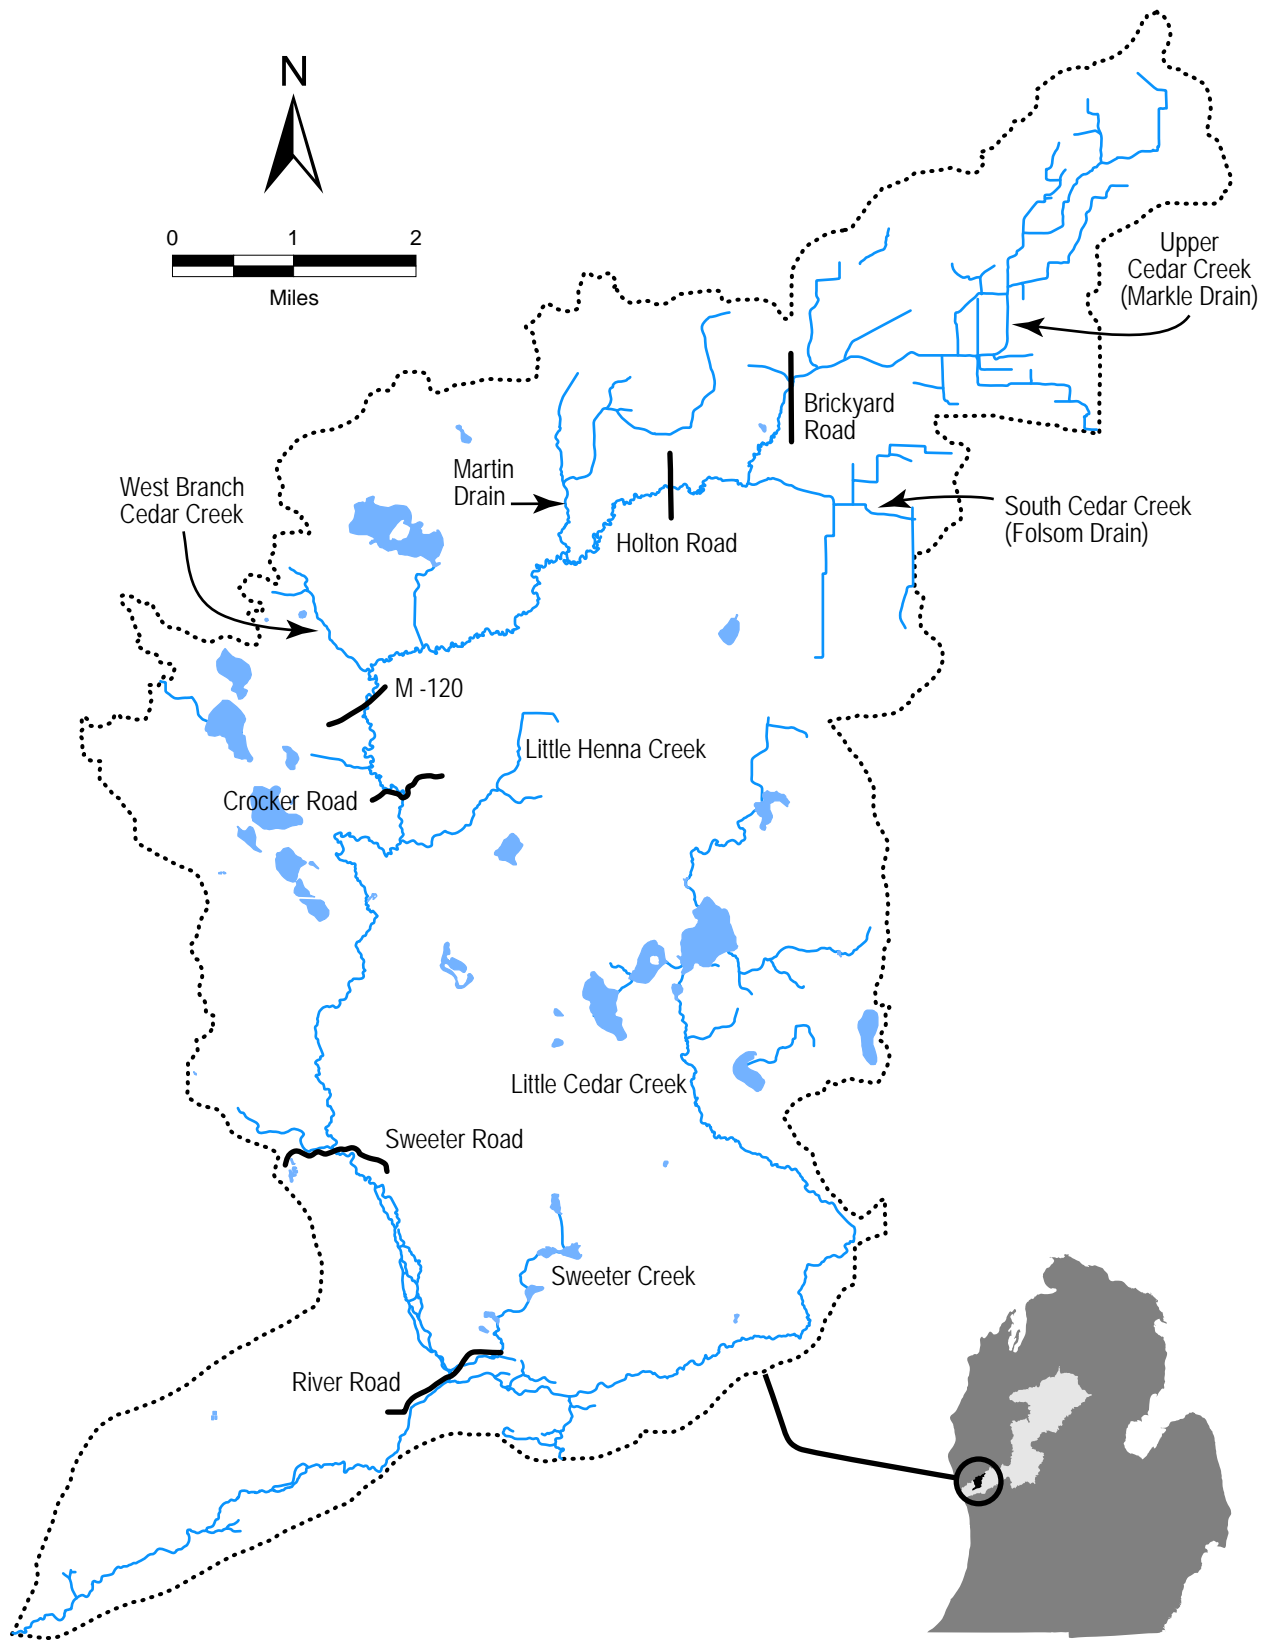 N
0 1 2
Miles
Upper
Cedar Creek
(Markle Drain)
Brickyard
Road
Martin
Drain
West Branch
Cedar Creek
South Cedar Creek
(Folsom Drain)
Holton Road
M -120
Little Henna Creek
Crocker Road
Little Cedar Creek
Sweeter Road
Sweeter Creek
River Road